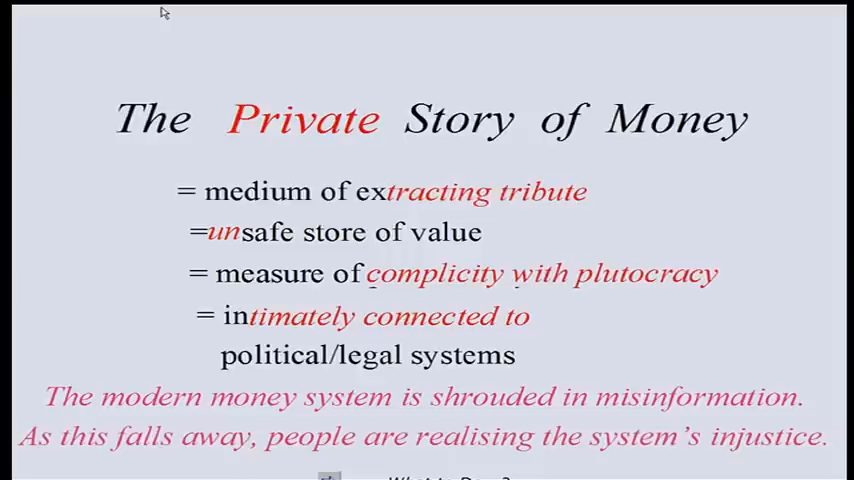 The Private Story of Money
= medium of extracting tribute
=unsafe store of value
= measure of complicity with plutocracy
= intimately connected to
political/legal systems
The modern money system is shrouded in misinformation.
As this falls away, people are realising the system's injustice.